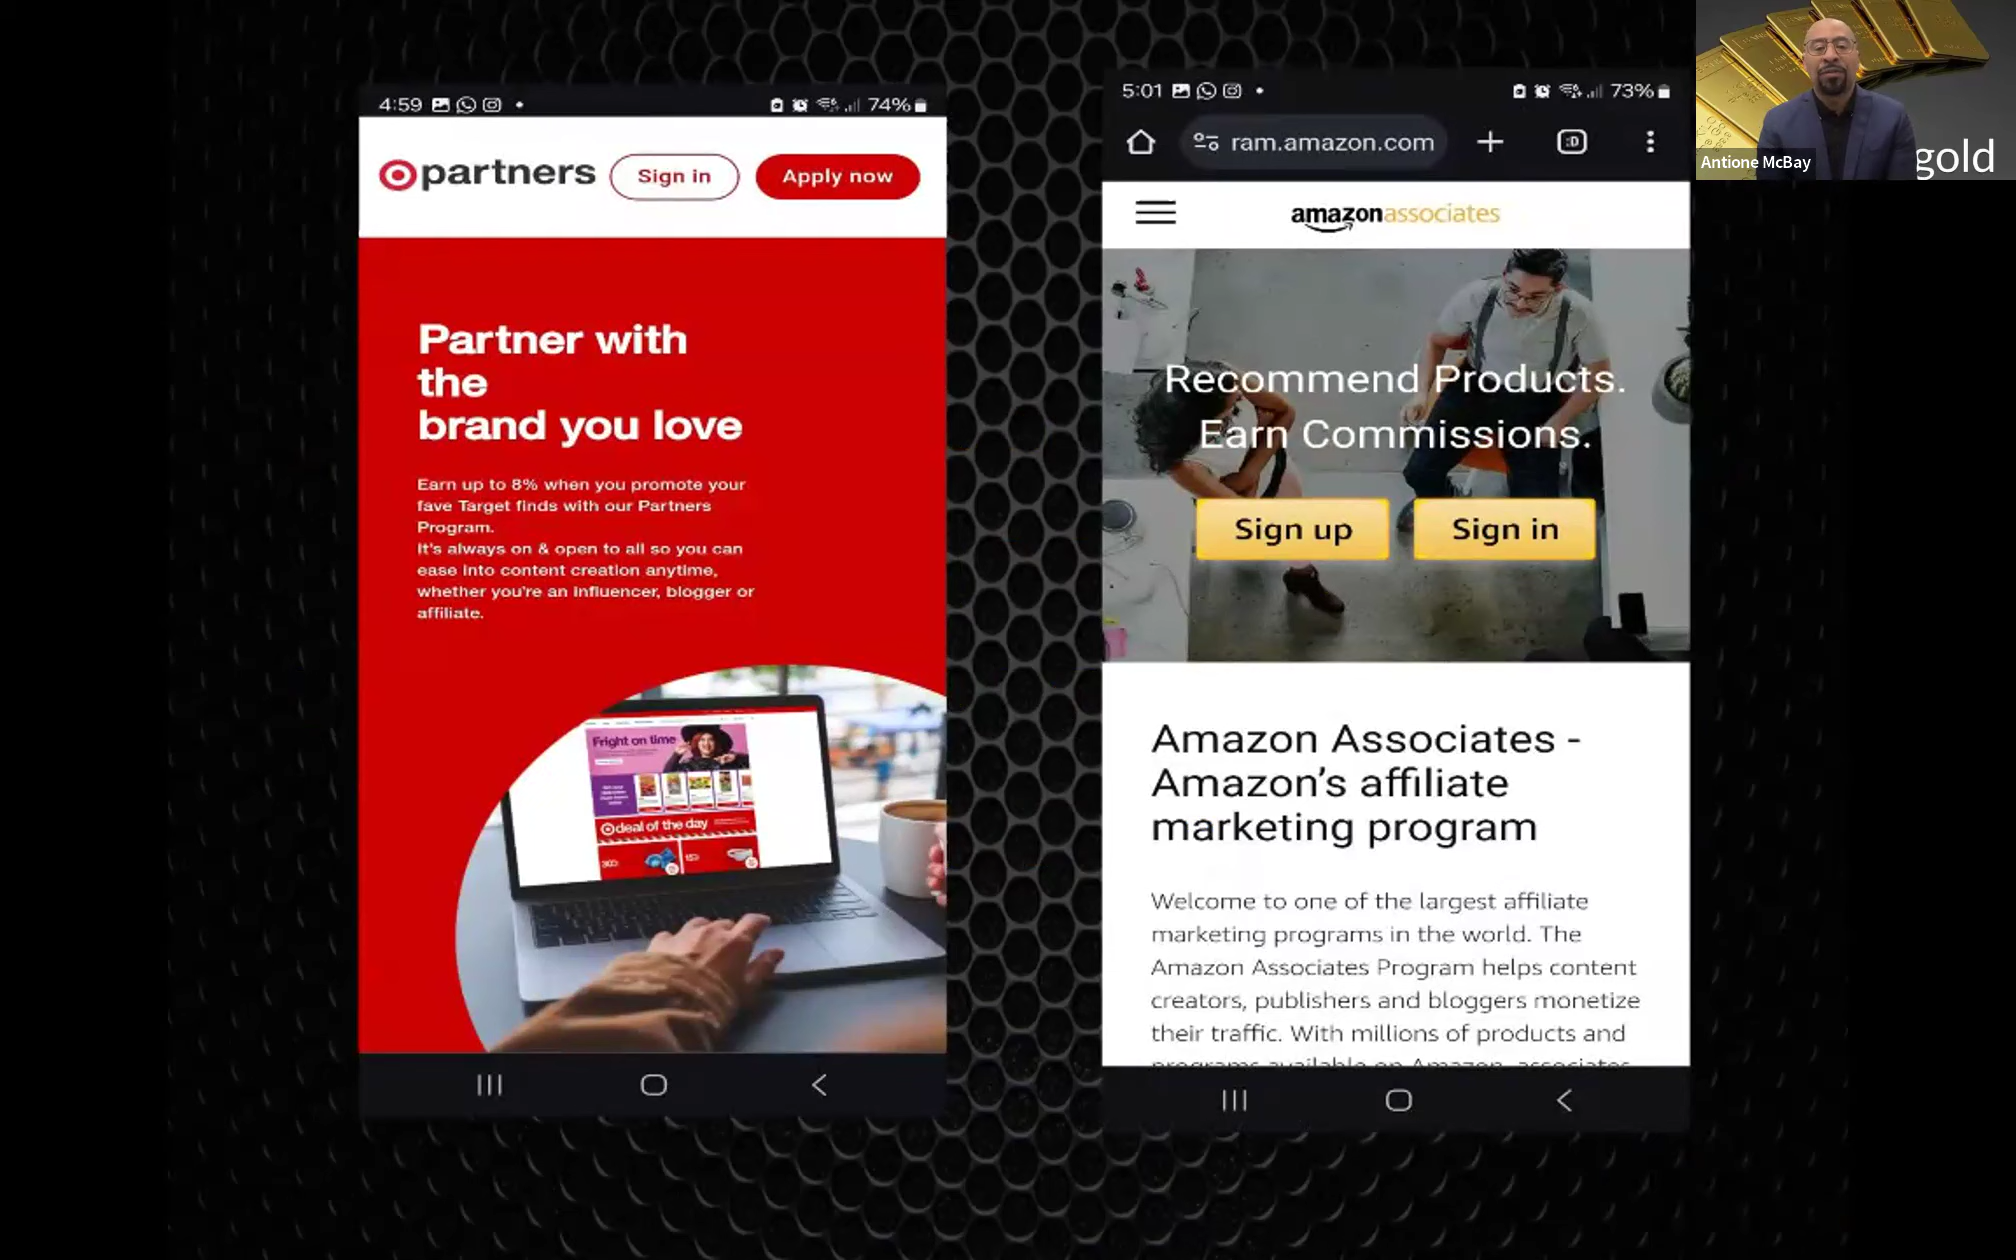 4:59
74%
partners
Sign in
Apply now
Partner with
the
brand you love
Earn up to 8% when you promote your
fave Target finds with our Partners
Program.
It's always on & open to all so you can
ease into content creation anytime,
whether you're an influencer, blogger or
affiliate.
Fright on time
deal of the day
5:01
73%
ram.amazon.com
:D
amazonassociates
Recommend Products.
Earn Commissions.
Sign up
Sign in
Amazon Associates -
Amazon's affiliate
marketing program
Welcome to one of the largest affiliate
marketing programs in the world. The
Amazon Associates Program helps content
creators, publishers and bloggers monetize
their traffic. With millions of products and
programs available on Amazon, associates
Antione McBay
gold